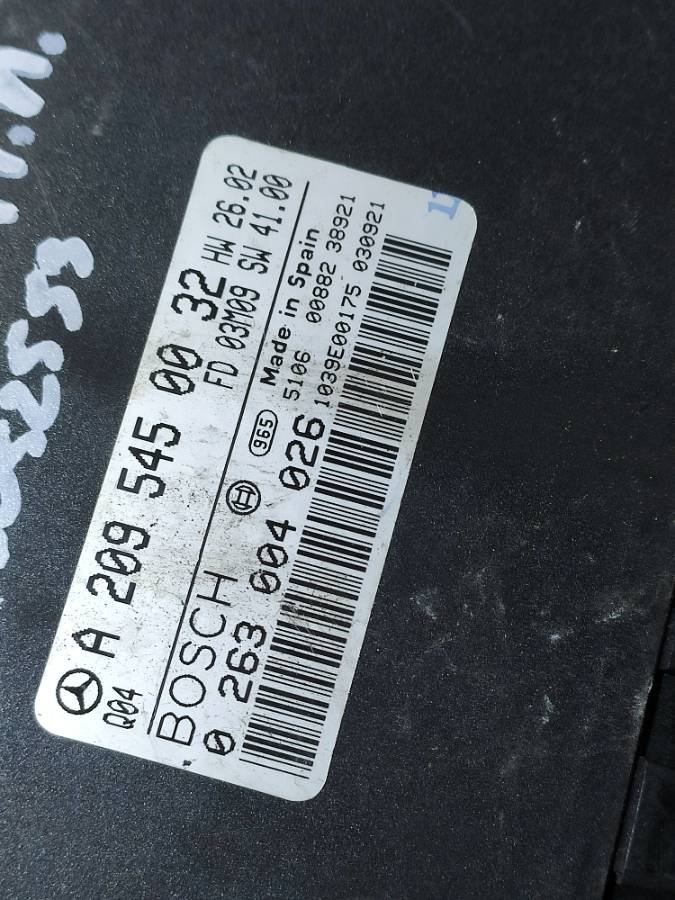 A 209 545 00 32 HW 26.02
Q04 FD 03M09 SW 41.00
BOSCH 965 Made in Spain
5106 00882 38921
0 263 004 026 1039E00175 030921